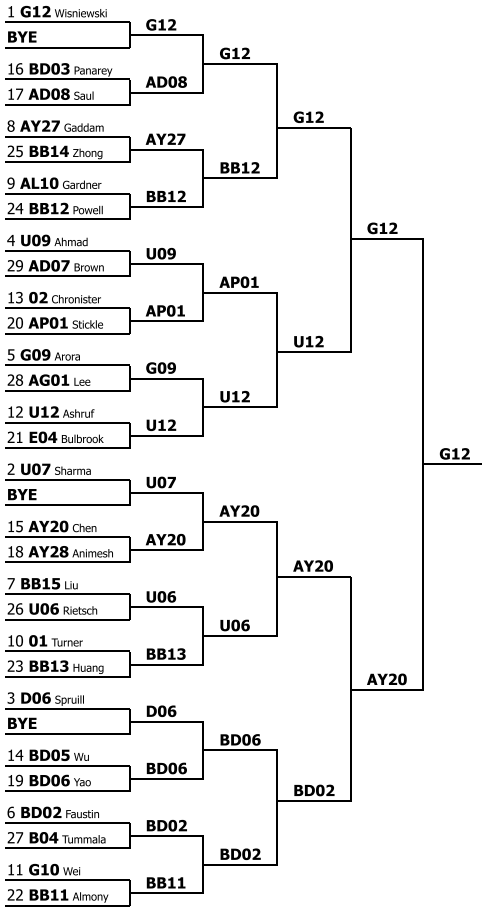 1 G12 Wisniewski
G12
BYE
G12
16 BD03 Panarey
AD08
17 AD08 Saul
G12
8 AY27 Gaddam
AY27
25 BB14 Zhong
BB12
9 AL10 Gardner
BB12
24 BB12 Powell
G12
4 U09 Ahmad
U09
29 AD07 Brown
AP01
13 02 Chronister
AP01
20 AP01 Stickle
U12
5 G09 Arora
G09
28 AG01 Lee
U12
12 U12 Ashruf
U12
21 E04 Bulbrook
G12
2 U07 Sharma
U07
BYE
AY20
15 AY20 Chen
AY20
18 AY28 Animesh
AY20
7 BB15 Liu
U06
26 U06 Rietsch
U06
10 01 Turner
BB13
23 BB13 Huang
AY20
3 D06 Spruill
D06
BYE
BD06
14 BD05 Wu
BD06
19 BD06 Yao
BD02
6 BD02 Faustin
BD02
27 B04 Tummala
BD02
11 G10 Wei
BB11
22 BB11 Almony